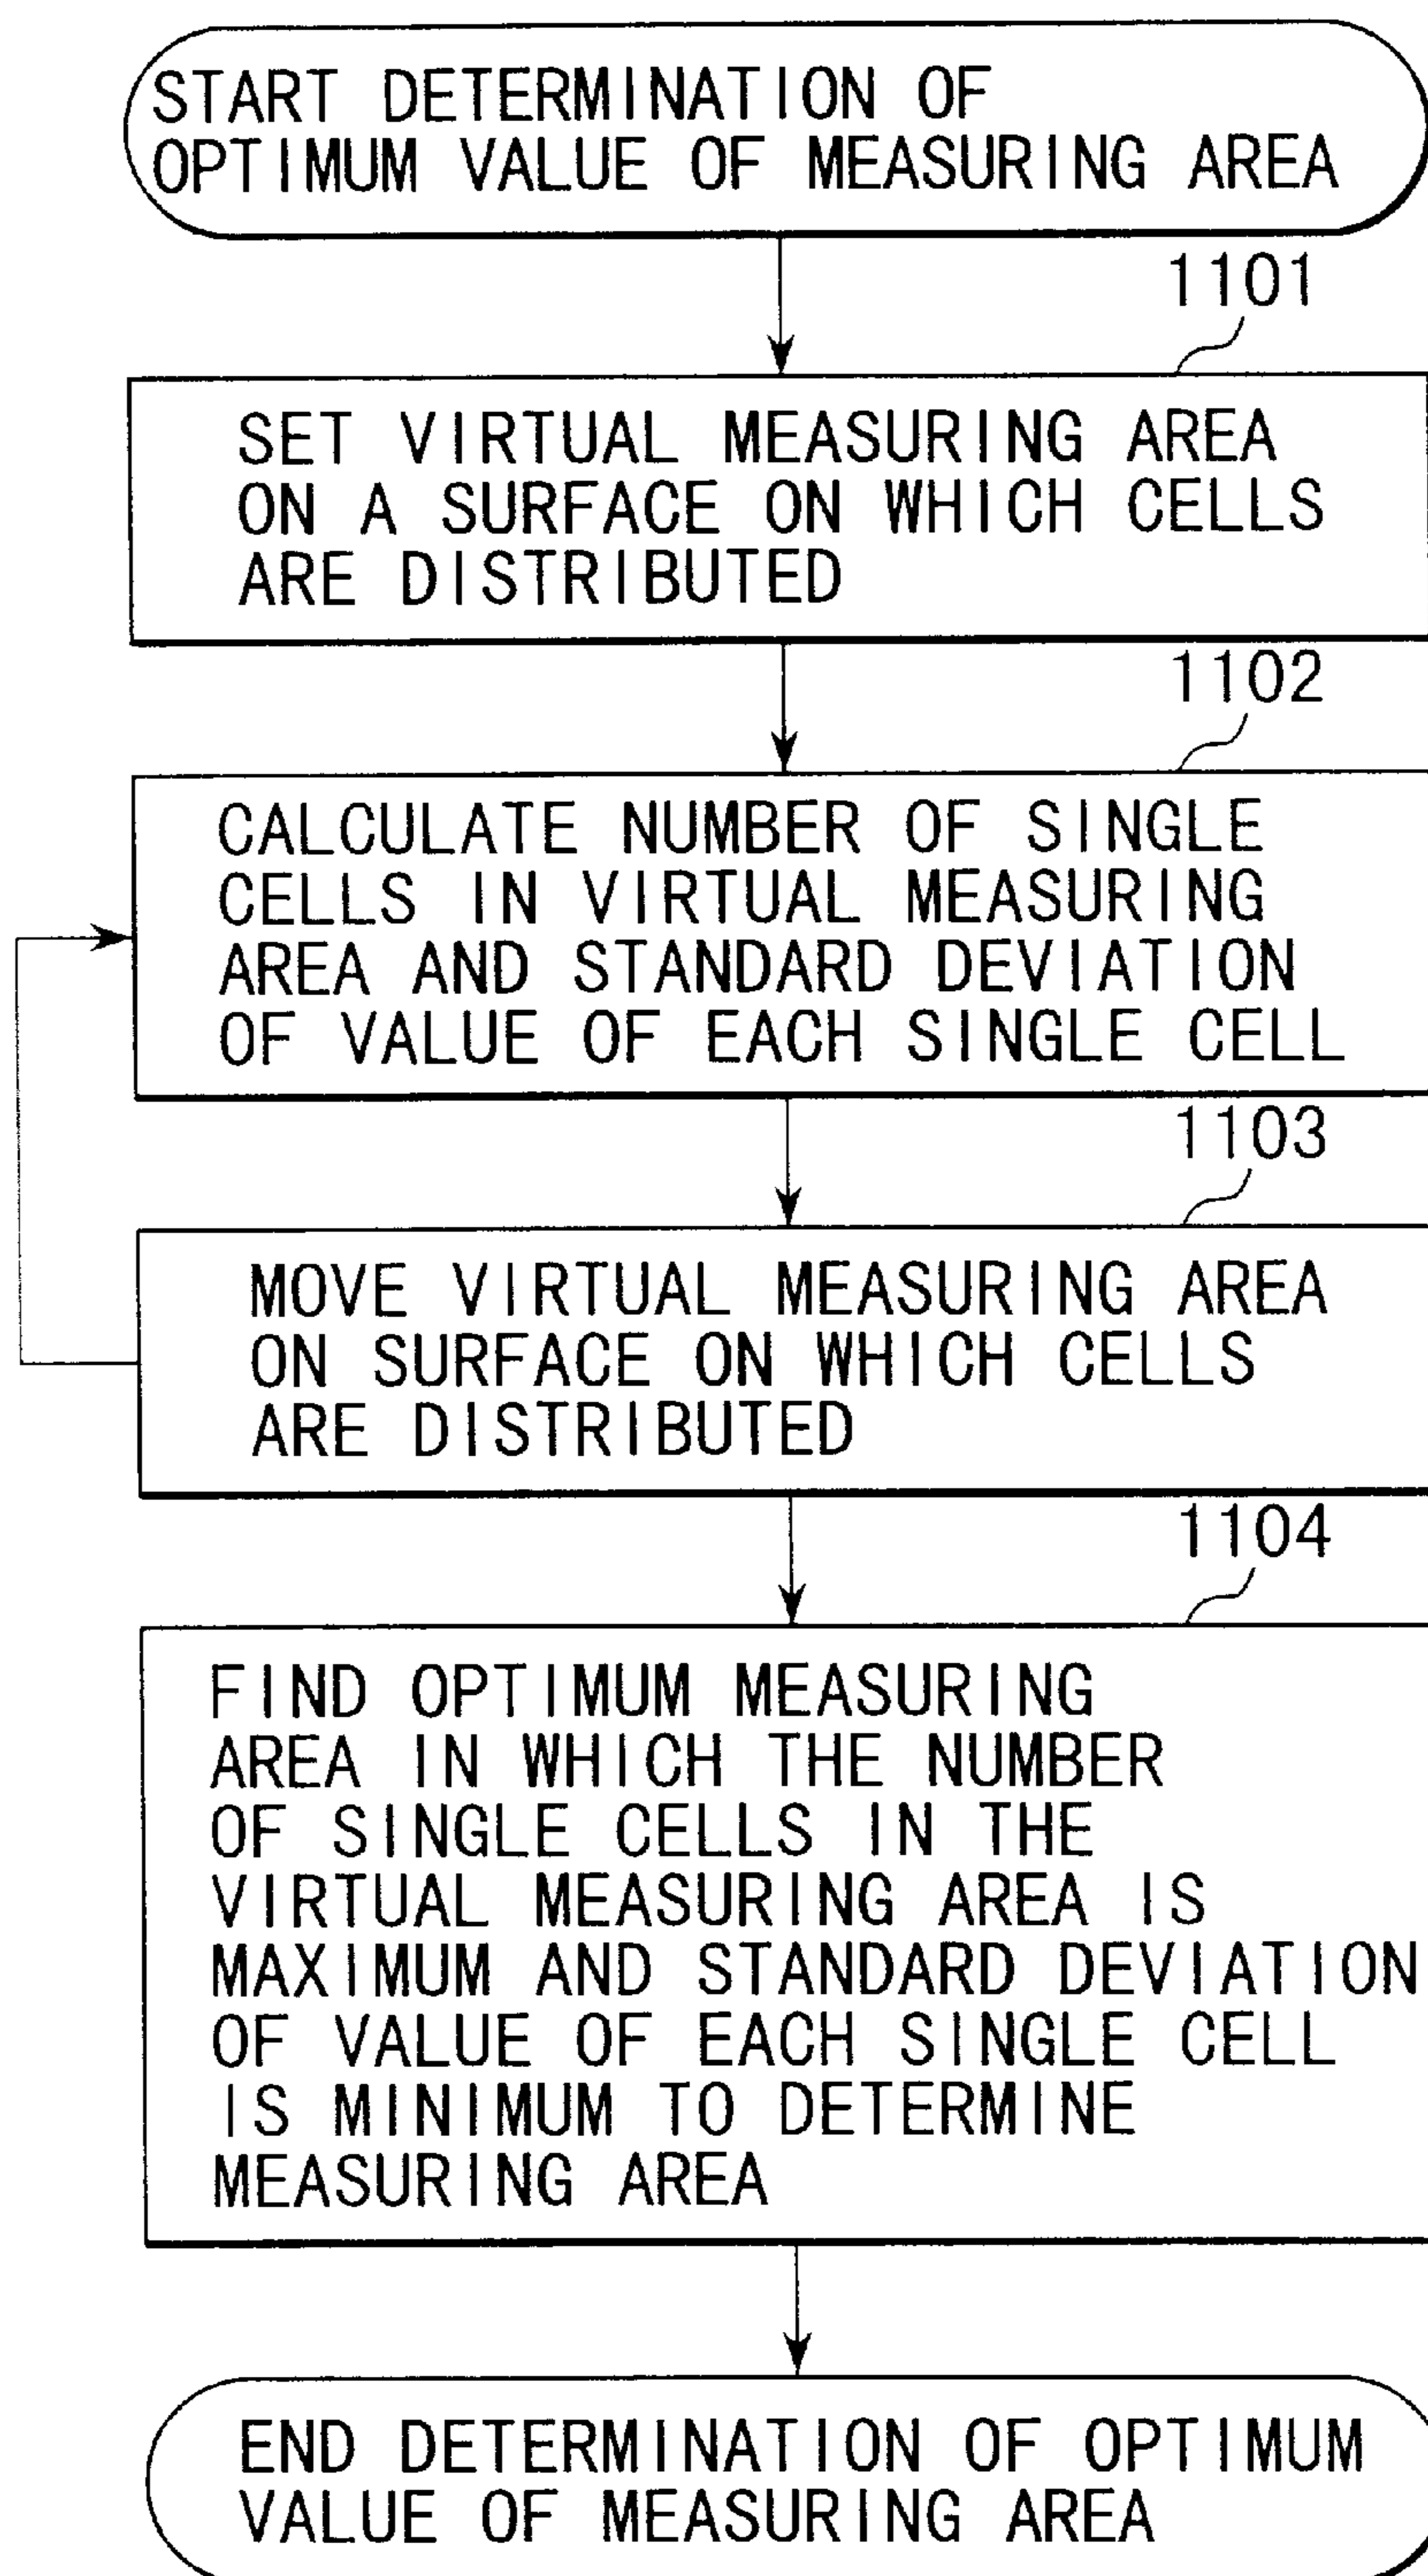 START DETERMINATION OF
OPTIMUM VALUE OF MEASURING AREA
1101
SET VIRTUAL MEASURING AREA
ON A SURFACE ON WHICH CELLS
ARE DISTRIBUTED
1102
CALCULATE NUMBER OF SINGLE
CELLS IN VIRTUAL MEASURING
AREA AND STANDARD DEVIATION
OF VALUE OF EACH SINGLE CELL
1103
MOVE VIRTUAL MEASURING AREA
ON SURFACE ON WHICH CELLS
ARE DISTRIBUTED
1104
FIND OPTIMUM MEASURING
AREA IN WHICH THE NUMBER
OF SINGLE CELLS IN THE
VIRTUAL MEASURING AREA IS
MAXIMUM AND STANDARD DEVIATION
OF VALUE OF EACH SINGLE CELL
IS MINIMUM TO DETERMINE
MEASURING AREA
END DETERMINATION OF OPTIMUM
VALUE OF MEASURING AREA